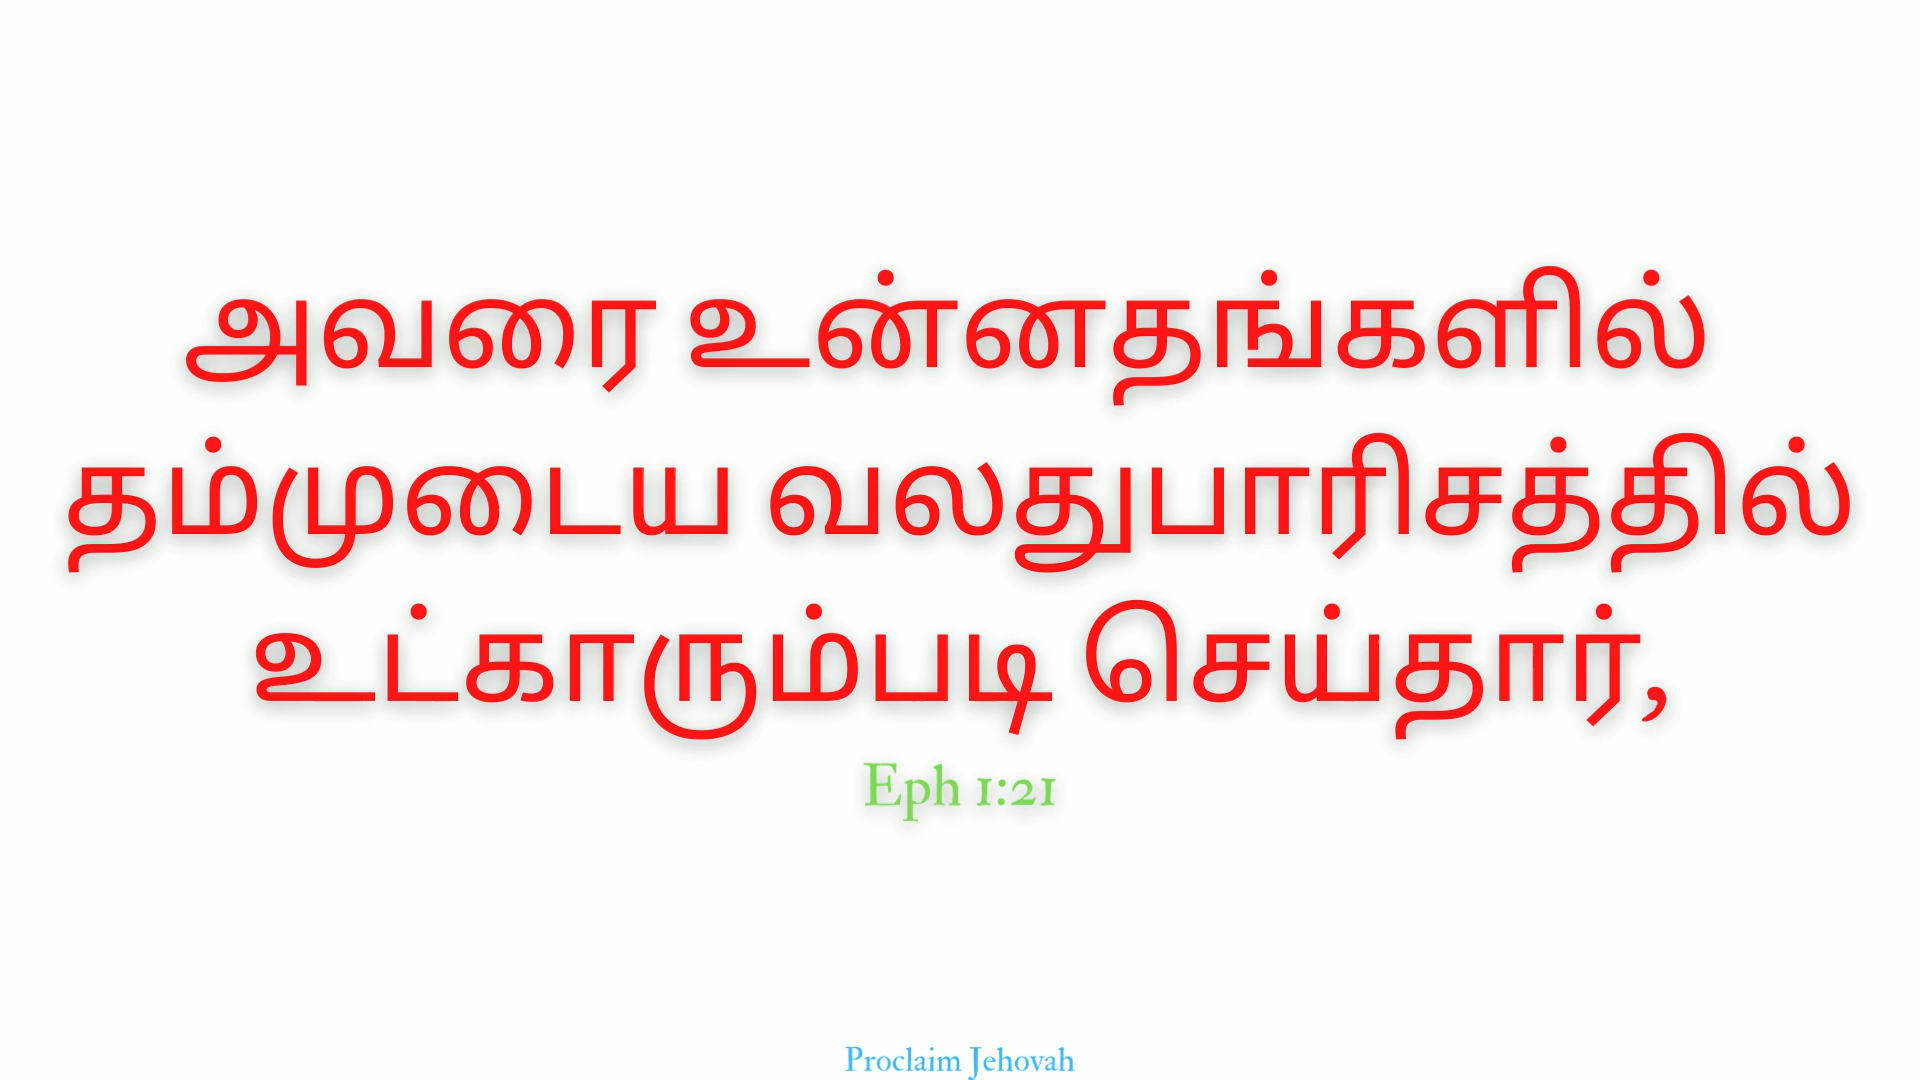 அவரை உன்னதங்களில்
தம்முடைய வலதுபாரிசத்தில்
உட்காரும்படி செய்தார்,
Eph 1:21
Proclaim Jehovah